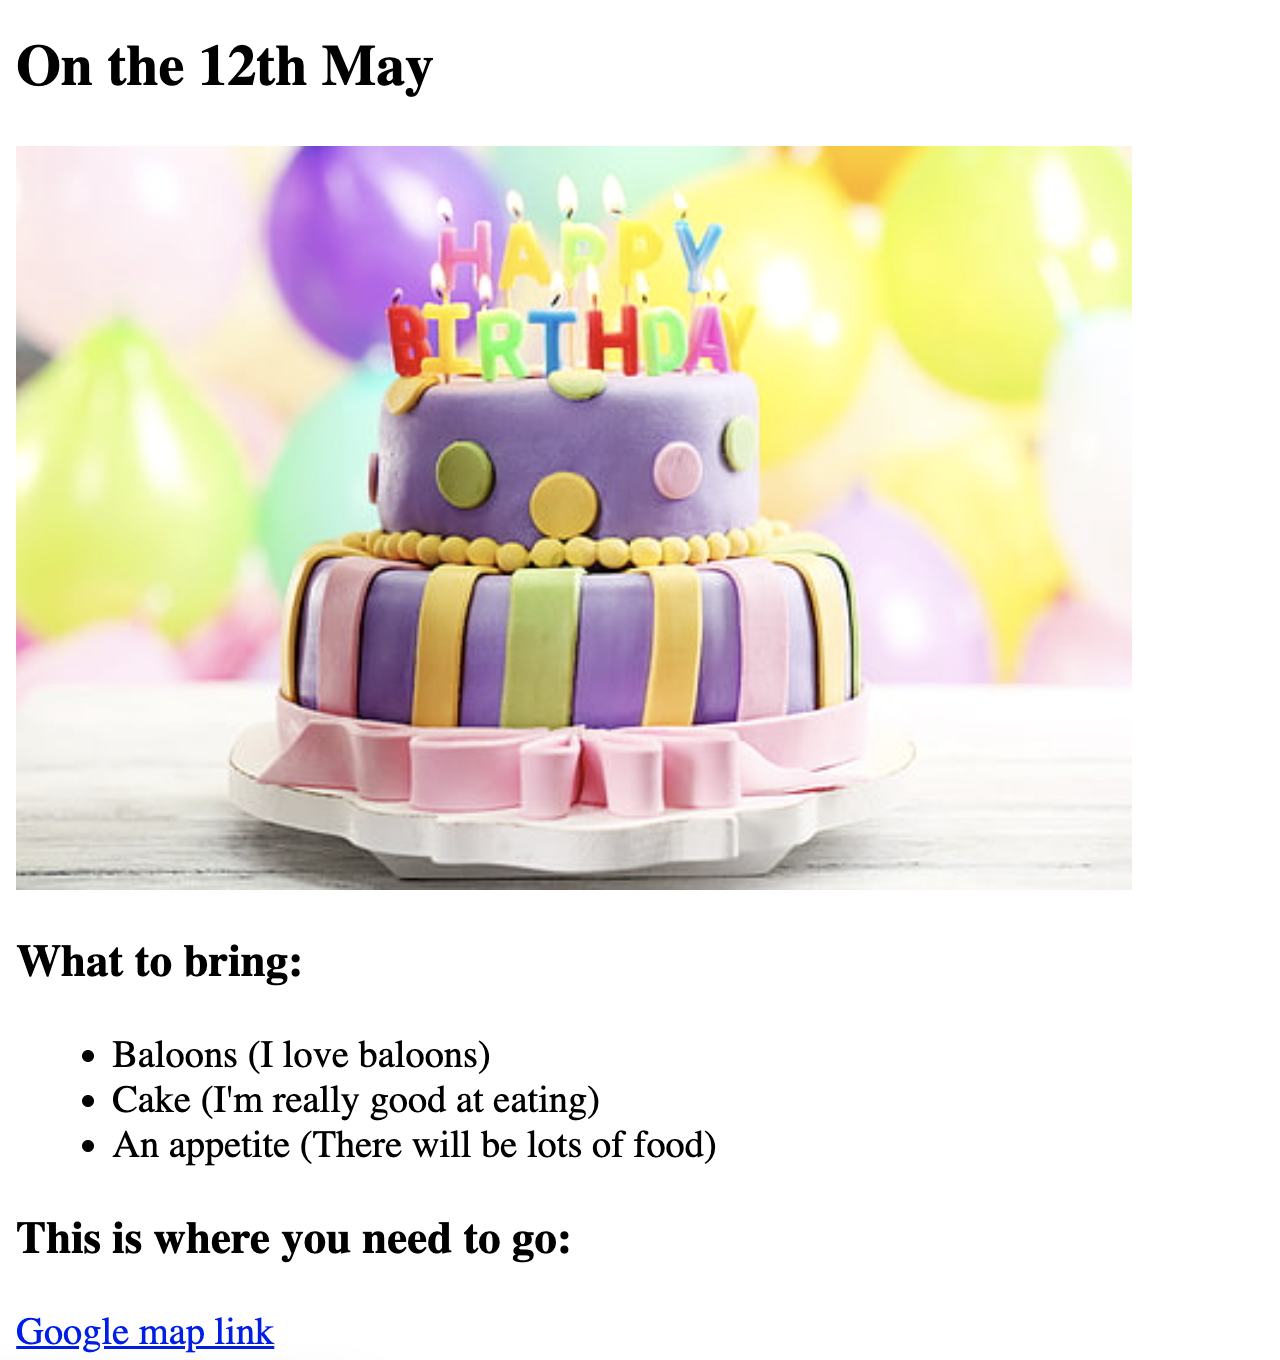 On the 12th May
HAPPY
BIRTHDAY
What to bring:
Baloons (I love baloons)
Cake (I'm really good at eating)
An appetite (There will be lots of food)
This is where you need to go:
Google map link